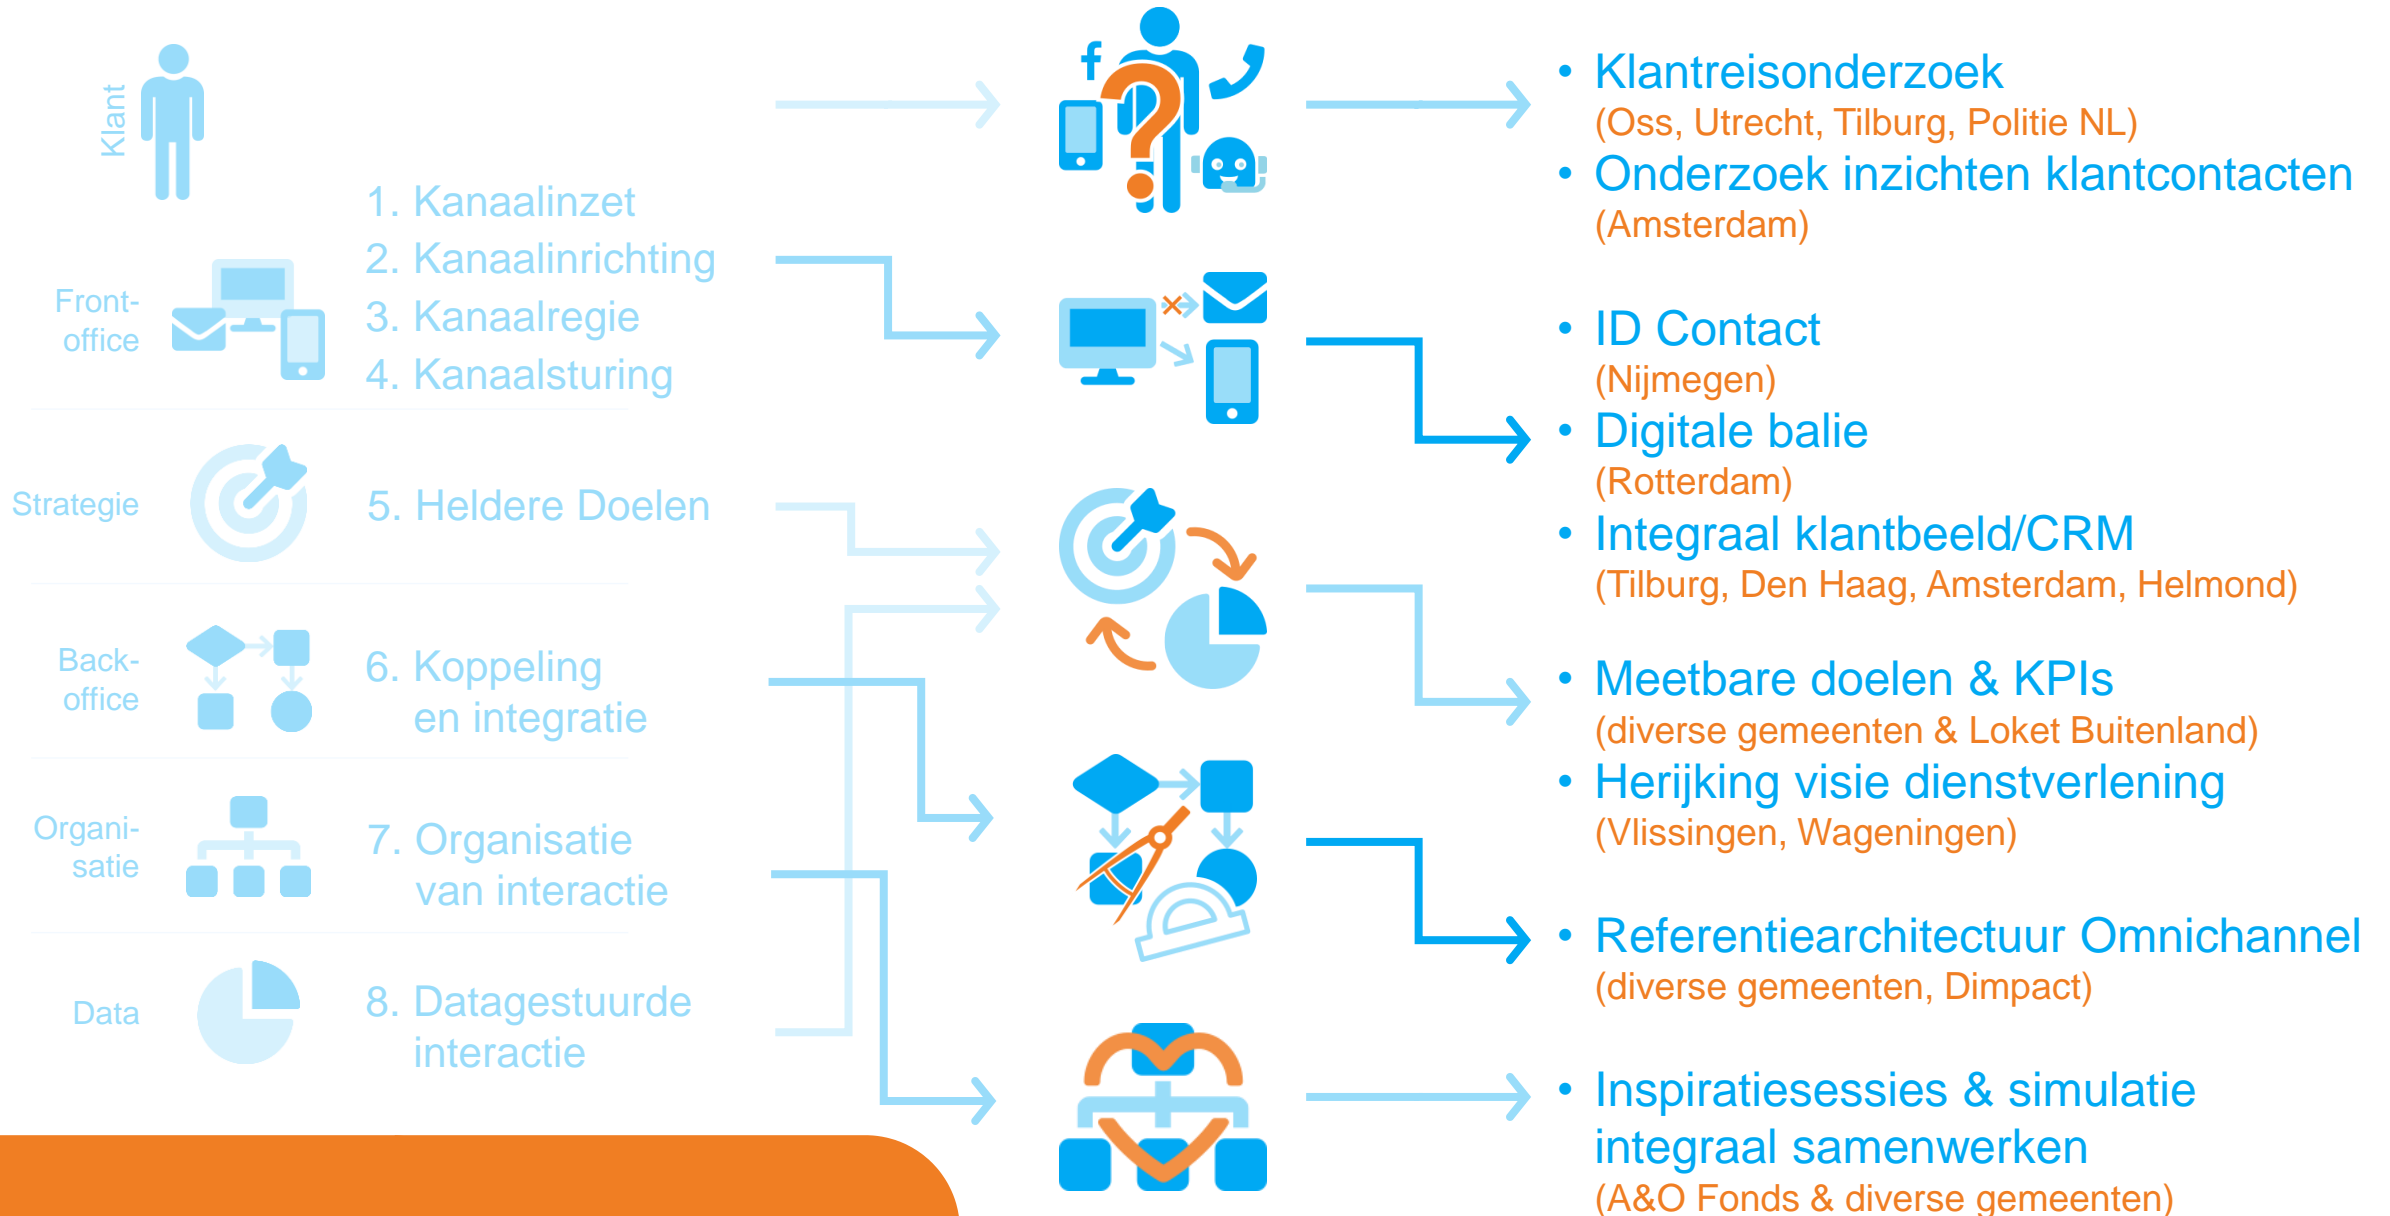 Klant
1. Kanaalinzet
2. Kanaalinrichting
3. Kanaalregie
4. Kanaalsturing
Front-
office
Strategie
5. Heldere Doelen
Back-
office
6. Koppeling
en integratie
Organi-
satie
7. Organisatie
van interactie
Data
8. Datagestuurde
interactie
• Klantreisonderzoek
(Oss, Utrecht, Tilburg, Politie NL)
• Onderzoek inzichten klantcontacten
(Amsterdam)
• ID Contact
(Nijmegen)
• Digitale balie
(Rotterdam)
• Integraal klantbeeld/CRM
(Tilburg, Den Haag, Amsterdam, Helmond)
• Meetbare doelen & KPIs
(diverse gemeenten & Loket Buitenland)
• Herijking visie dienstverlening
(Vlissingen, Wageningen)
• Referentiearchitectuur Omnichannel
(diverse gemeenten, Dimpact)
• Inspiratiesessies & simulatie
integraal samenwerken
(A&O Fonds & diverse gemeenten)